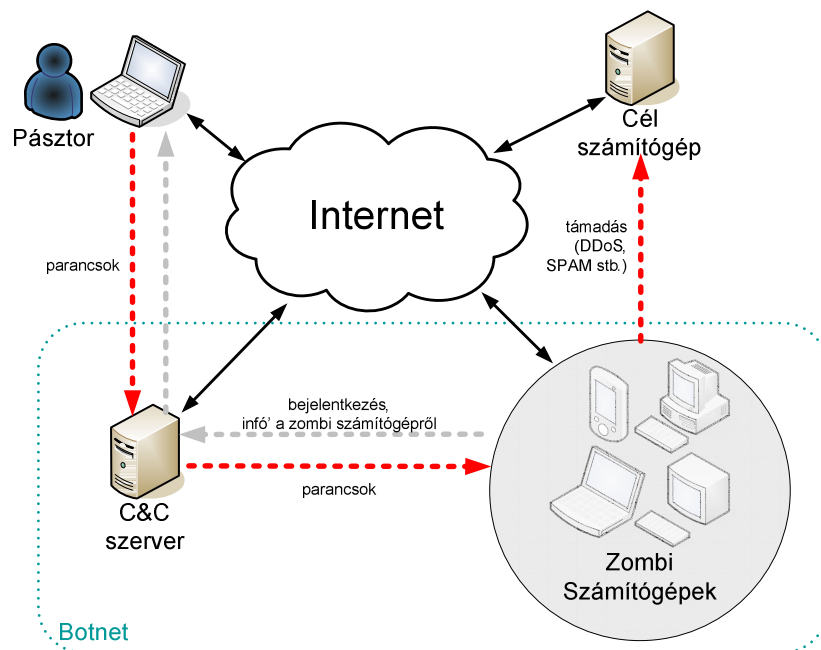 Pásztor
Cél
számítógép
Internet
támadás
(DDoS,
SPAM stb.)
parancsok
bejelentkezés,
infó' a zombi számítógépről
parancsok
C&C
szerver
Zombi
Számítógépek
Botnet